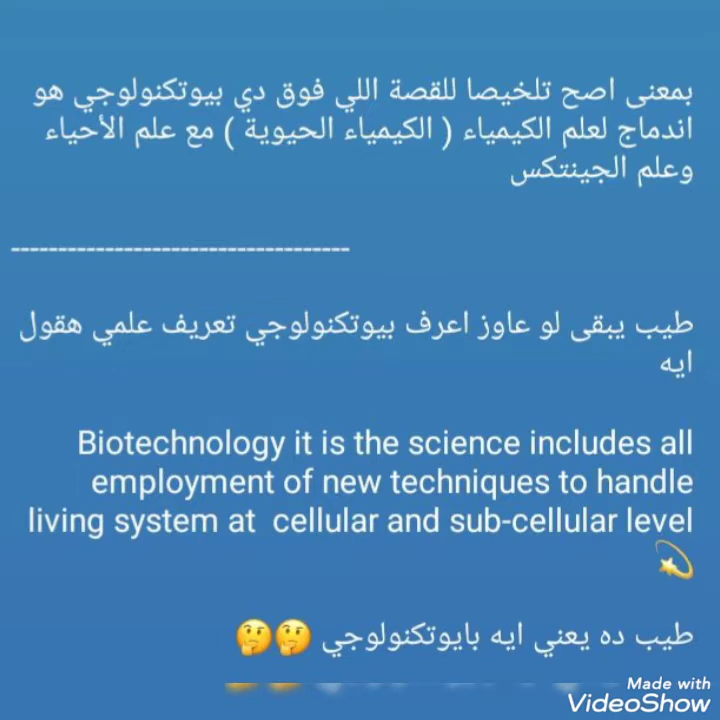 بمعنى اصح تلخيصا للقصة اللي فوق دي بيوتكنولوجي هو
اندماج لعلم الكيمياء ( الكيمياء الحيوية ) مع علم الأحياء
وعلم الجينتكس
------------------------------------
طيب يبقى لو عاوز اعرف بيوتكنولوجي تعريف علمي هقول
ايه
Biotechnology it is the science includes all
employment of new techniques to handle
living system at  cellular and sub-cellular level
💫
طيب ده يعني ايه بايوتكنولوجي 🤔🤔
Made with
VideoShow